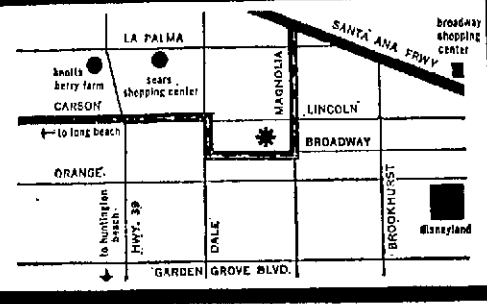 LA PALMA
SANTA ANA FRWY
broadway
shopping
center
knolls
berry farm
sears
shopping center
MAGNOLIA
CARSON
LINCOLN
← to long beach
BROADWAY
ORANGE
to huntington
beach
HWY. 39
DALE
BROOKHURST
disneyland
GARDEN GROVE BLVD.